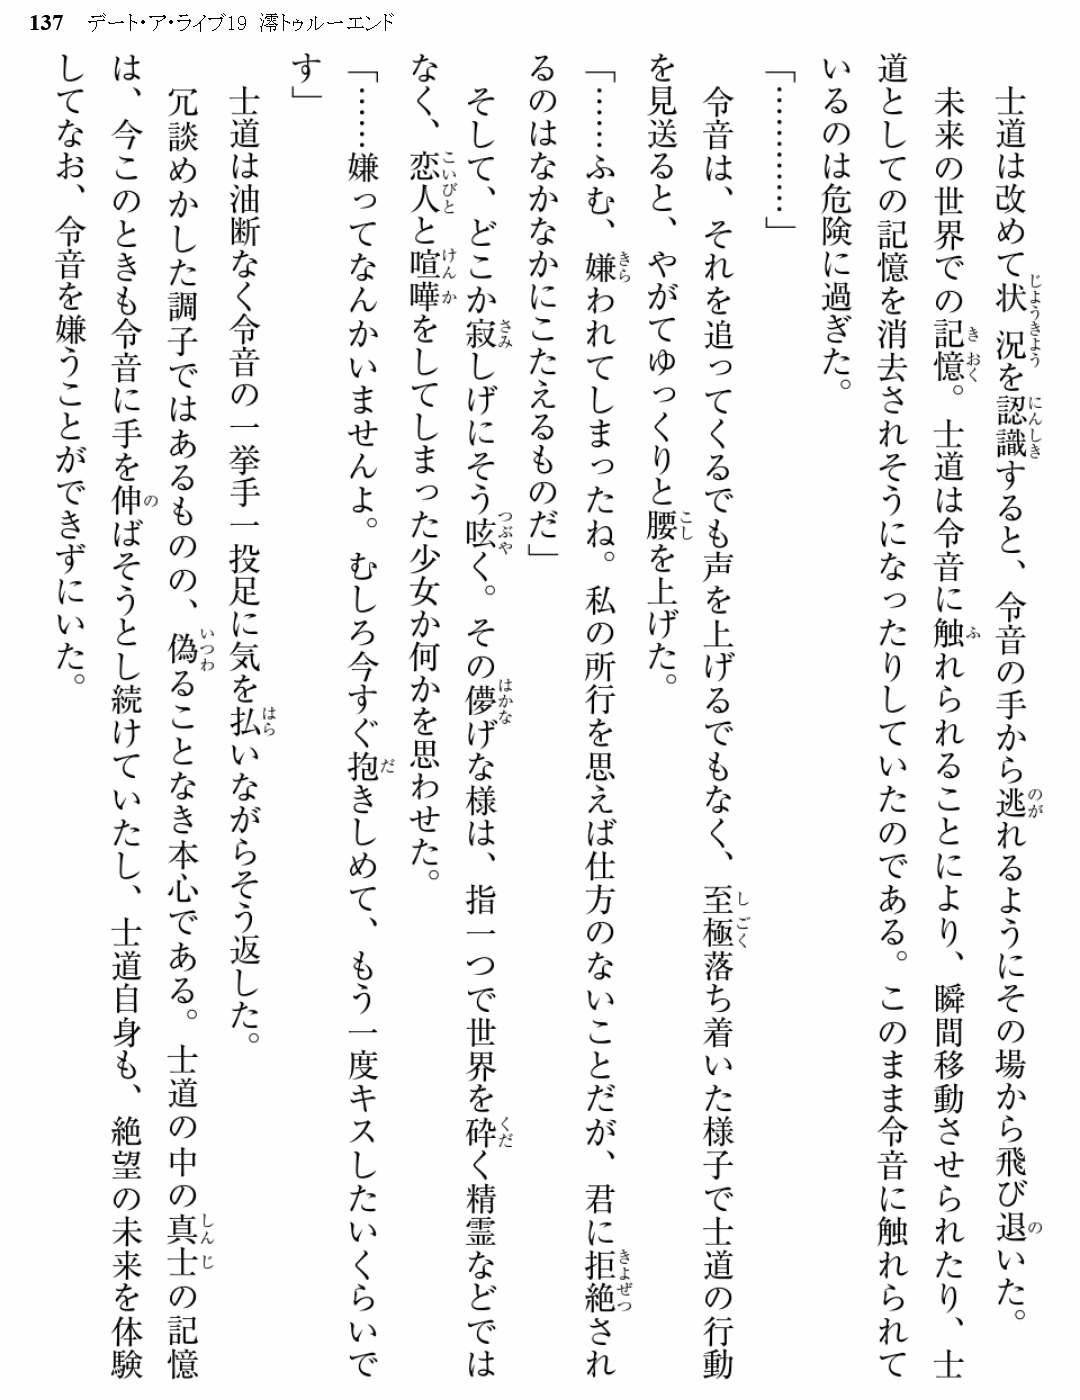 137 デート・ア・ライブ19 澪トゥルーエンド
士道は改めて状況を認識すると、令音の手から逃れるようにその場から飛び退いた。
未来の世界での記憶。士道は令音に触れられることにより、瞬間移動させられたり、士
道としての記憶を消去されそうになったりしていたのである。このまま令音に触れられて
いるのは危険に過ぎた。
「…………」
令音は、それを追ってくるでも声を上げるでもなく、至極落ち着いた様子で士道の行動
を見送ると、やがてゆっくりと腰を上げた。
「……ふむ、嫌われてしまったね。私の所行を思えば仕方のないことだが、君に拒絶され
るのはなかなかにこたえるものだ」
そして、どこか寂しげにそう呟く。その儚げな様は、指一つで世界を砕く精霊などでは
なく、恋人と喧嘩をしてしまった少女か何かを思わせた。
「……嫌ってなんかいませんよ。むしろ今すぐ抱きしめて、もう一度キスしたいくらいで
す」
士道は油断なく令音の一挙手一投足に気を払いながらそう返した。
冗談めかした調子ではあるものの、偽ることなき本心である。士道の中の真士の記憶
は、今このときも令音に手を伸ばそうとし続けていたし、士道自身も、絶望の未来を体験
してなお、令音を嫌うことができずにいた。